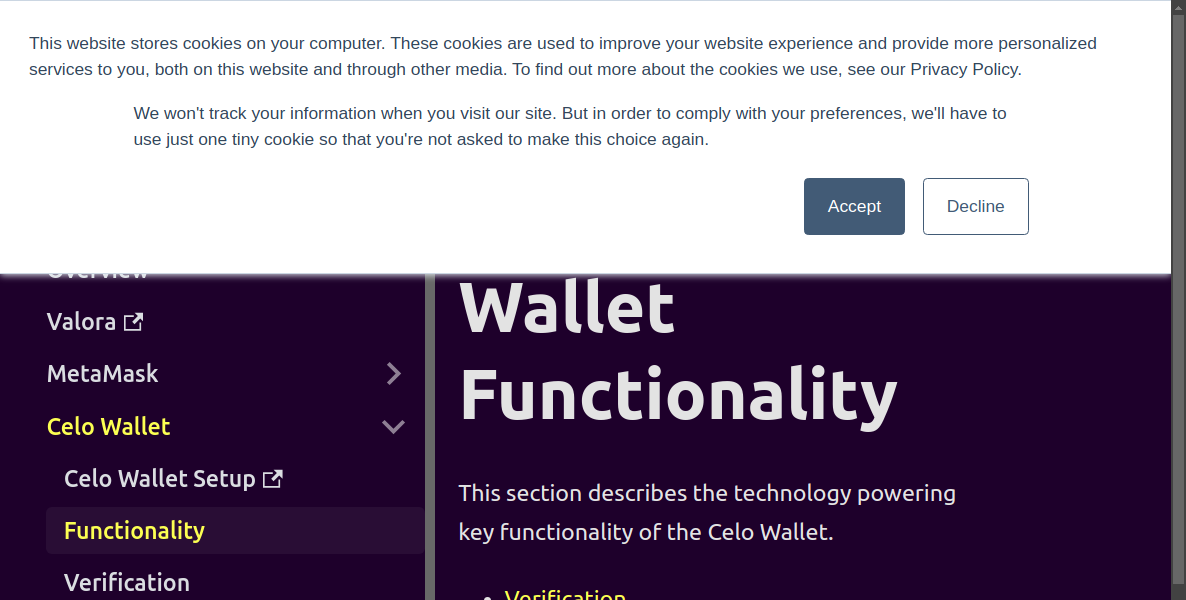 This website stores cookies on your computer. These cookies are used to improve your website experience and provide more personalized
services to you, both on this website and through other media. To find out more about the cookies we use, see our Privacy Policy.
We won't track your information when you visit our site. But in order to comply with your preferences, we'll have to
use just one tiny cookie so that you're not asked to make this choice again.
Accept
Decline
Overview
Valora
MetaMask
Celo Wallet
Celo Wallet Setup
Functionality
Verification
Wallet
Functionality
This section describes the technology powering
key functionality of the Celo Wallet.
Verification